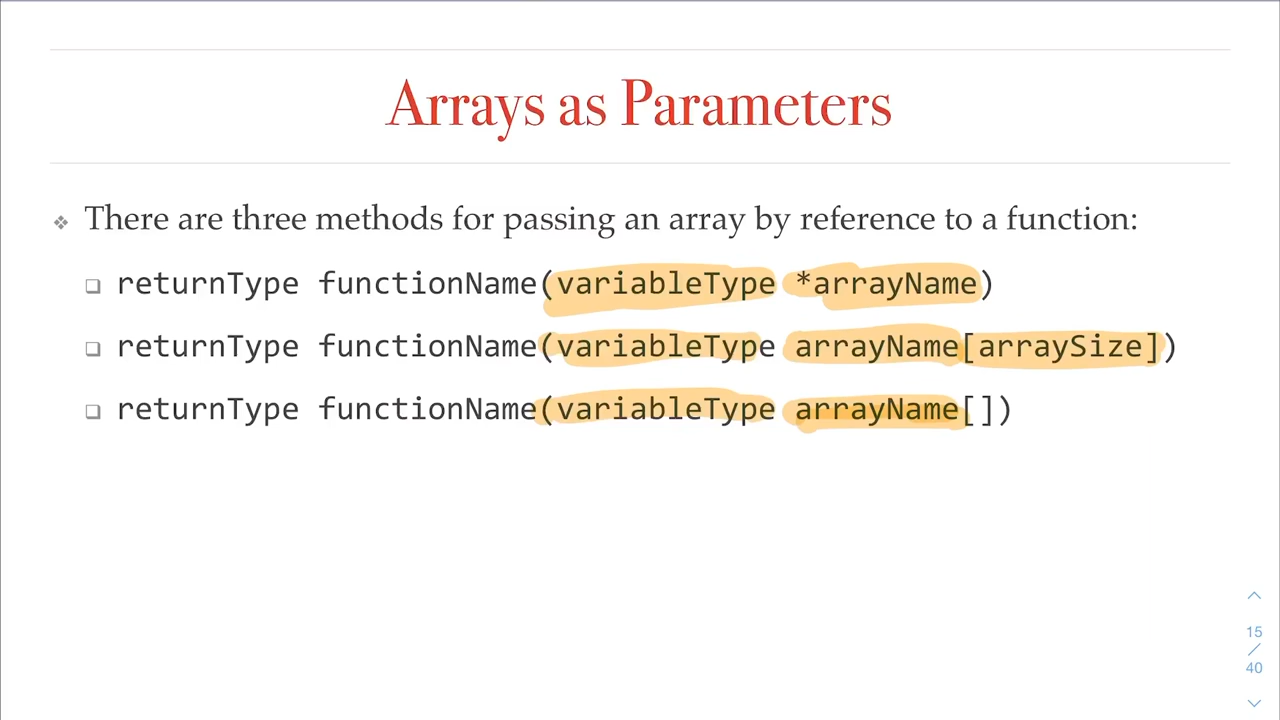 Arrays as Parameters
There are three methods for passing an array by reference to a function:
returnType functionName(variableType *arrayName)
returnType functionName(variableType arrayName[arraySize])
returnType functionName(variableType arrayName[])
15
/
40